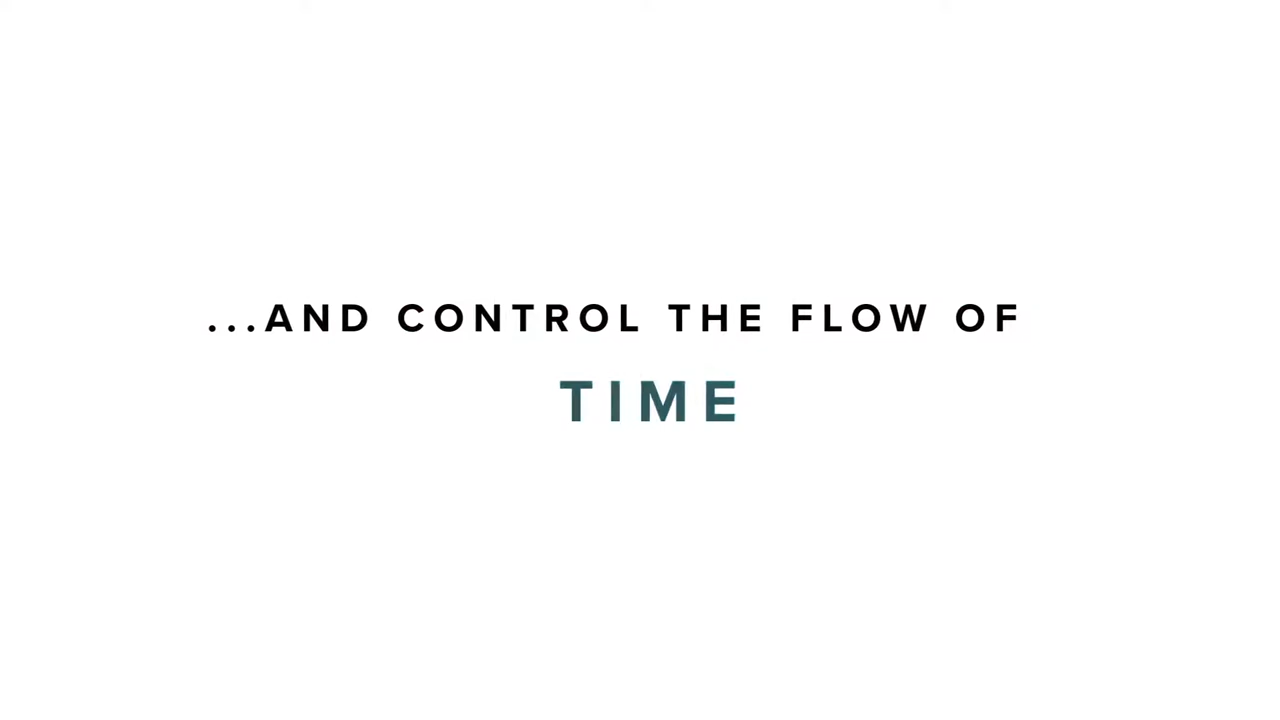 ...AND CONTROL THE FLOW OF
TIME